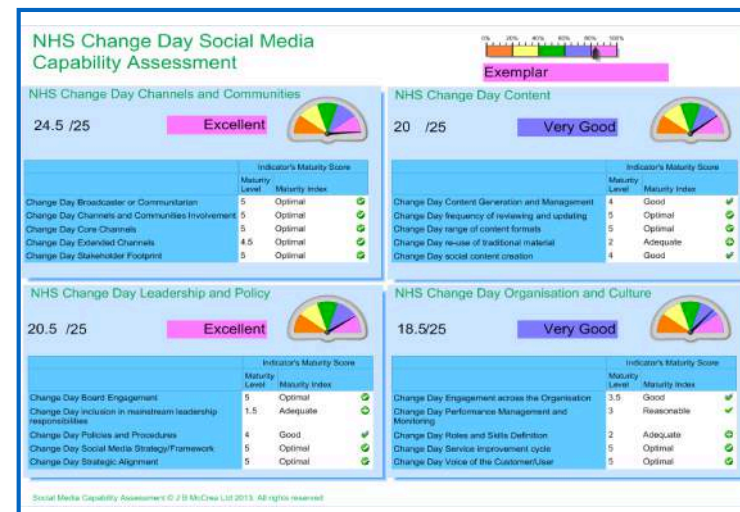 NHS Change Day Social Media
Capability Assessment
0% 20% 40% 60% 80% 100%
Exemplar
NHS Change Day Channels and Communities
24.5 /25 Excellent
Indicator's Maturity Score
Maturity
Level Maturity Index
Change Day Broadcaster or Communitarian 5 Optimal
Change Day Channels and Communities Involvement 5 Optimal
Change Day Core Channels 5 Optimal
Change Day Extended Channels 4.5 Optimal
Change Day Stakeholder Footprint 5 Optimal
NHS Change Day Content
20 /25 Very Good
Indicator's Maturity Score
Maturity
Level Maturity Index
Change Day Content Generation and Management 4 Good
Change Day frequency of reviewing and updating 5 Optimal
Change Day range of content formats 5 Optimal
Change Day re-use of traditional material 2 Adequate
Change Day social content creation 4 Good
NHS Change Day Leadership and Policy
20.5 /25 Excellent
Indicator's Maturity Score
Maturity
Level Maturity Index
Change Day Board Engagement 5 Optimal
Change Day inclusion in mainstream leadership 1.5 Adequate
responsibilities
Change Day Policies and Procedures 4 Good
Change Day Social Media Strategy/Framework 5 Optimal
Change Day Strategic Alignment 5 Optimal
NHS Change Day Organisation and Culture
18.5/25 Very Good
Indicator's Maturity Score
Maturity
Level Maturity Index
Change Day Engagement across the Organisation 3.5 Good
Change Day Performance Management and 3 Reasonable
Monitoring
Change Day Roles and Skills Definition 2 Adequate
Change Day Service improvement cycle 5 Optimal
Change Day Voice of the Customer/User 5 Optimal
Social Media Capability Assessment © J B McCrea Ltd 2013. All rights reserved